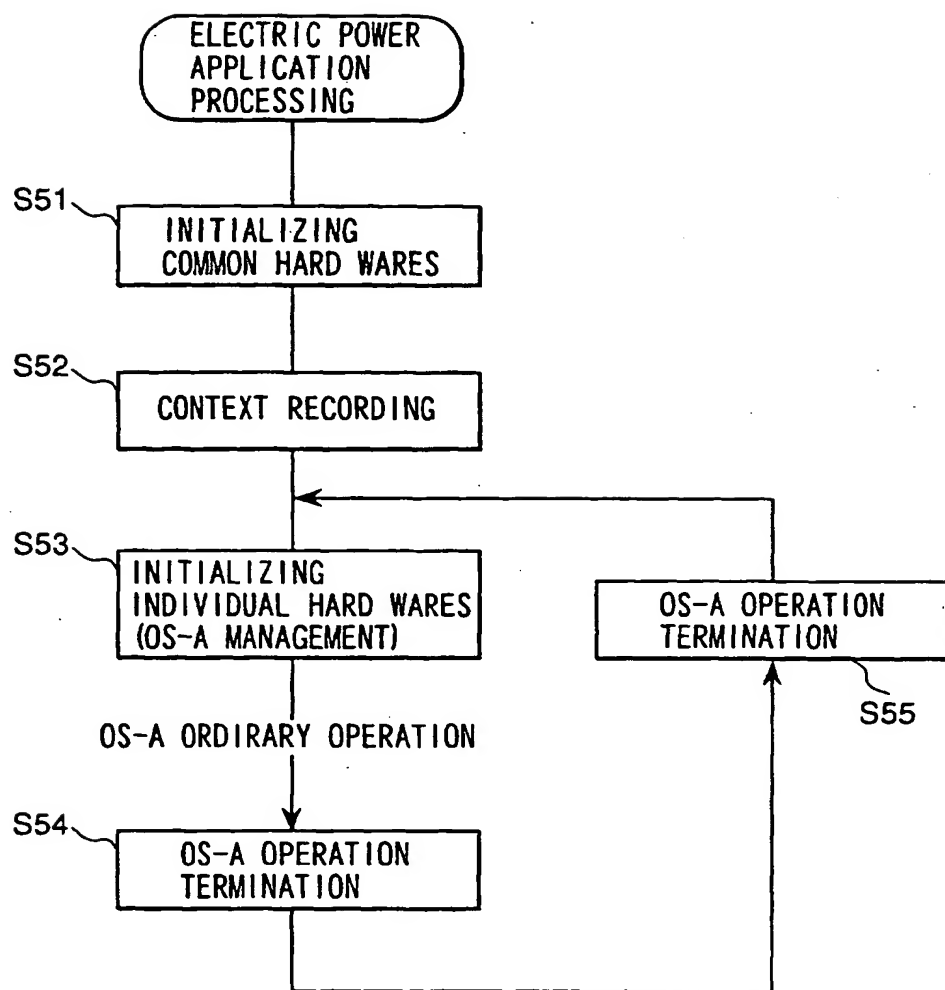 ELECTRIC POWER
APPLICATION
PROCESSING
S51
INITIALIZING
COMMON HARD WARES
S52
CONTEXT RECORDING
S53
INITIALIZING
INDIVIDUAL HARD WARES
(OS-A MANAGEMENT)
OS-A OPERATION
TERMINATION
S55
OS-A ORDIRARY OPERATION
S54
OS-A OPERATION
TERMINATION